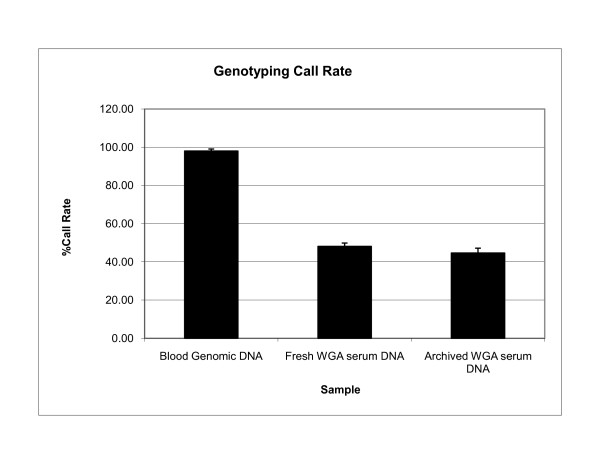 Genotyping Call Rate
120.00
100.00
80.00
60.00
40.00
20.00
0.00
%Call Rate
Blood Genomic DNA
Fresh WGA serum DNA
Archived WGA serum
DNA
Sample